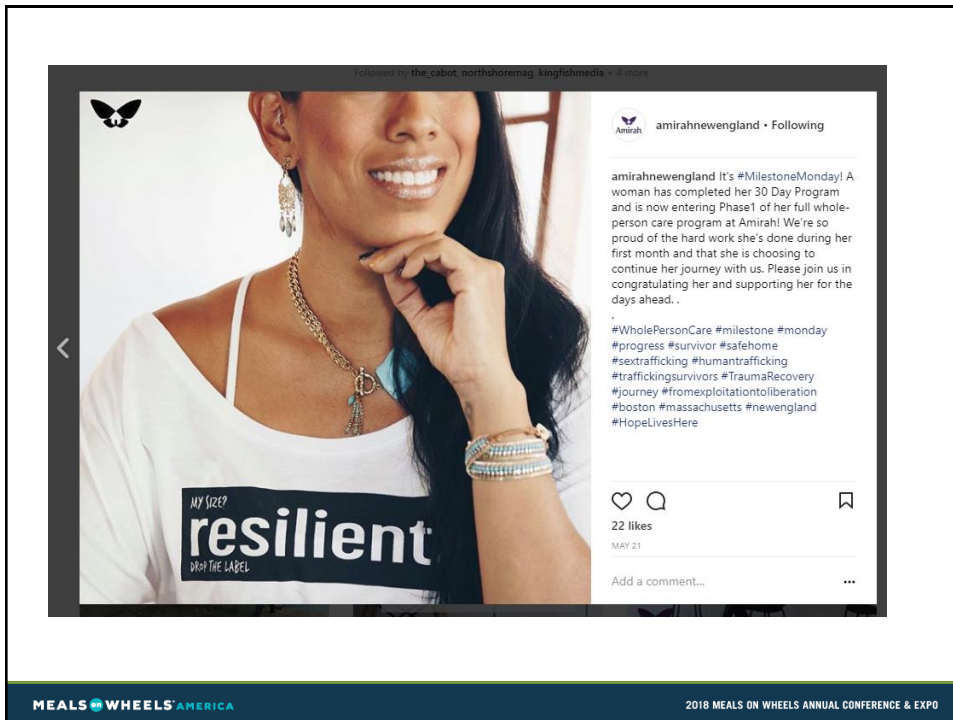 Followed by the_cabot, northshoremag, kingfishmedia + 4 more
Amirah
amirahnewengland • Following
amirahnewengland It's #MilestoneMonday! A
woman has completed her 30 Day Program
and is now entering Phase1 of her full whole-
person care program at Amirah! We're so
proud of the hard work she's done during her
first month and that she is choosing to
continue her journey with us. Please join us in
congratulating her and supporting her for the
days ahead. .
.
#WholePersonCare #milestone #monday
#progress #survivor #safehome
#sextrafficking #humantrafficking
#traffickingsurvivors #TraumaRecovery
#journey #fromexploitationtoliberation
#boston #massachusetts #newengland
#HopeLivesHere
MY SIZE?
resilient
DROP THE LABEL
22 likes
MAY 21
Add a comment...
MEALS on WHEELS AMERICA
2018 MEALS ON WHEELS ANNUAL CONFERENCE & EXPO